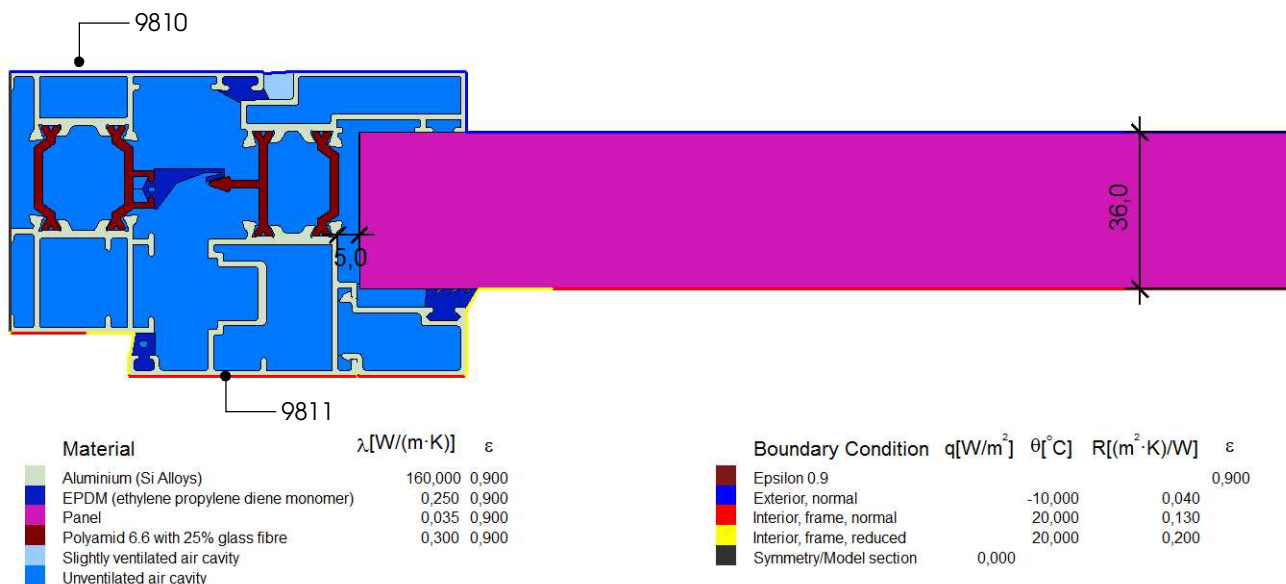 9810
36,0
5,0
9811
Material λ[W/(m·K)] ε
Aluminium (Si Alloys) 160,000 0,900
EPDM (ethylene propylene diene monomer) 0,250 0,900
Panel 0,035 0,900
Polyamid 6.6 with 25% glass fibre 0,300 0,900
Slightly ventilated air cavity
Unventilated air cavity
Boundary Condition q[W/m²] θ[°C] R[(m²·K)/W] ε
Epsilon 0.9 0,900
Exterior, normal -10,000 0,040
Interior, frame, normal 20,000 0,130
Interior, frame, reduced 20,000 0,200
Symmetry/Model section 0,000